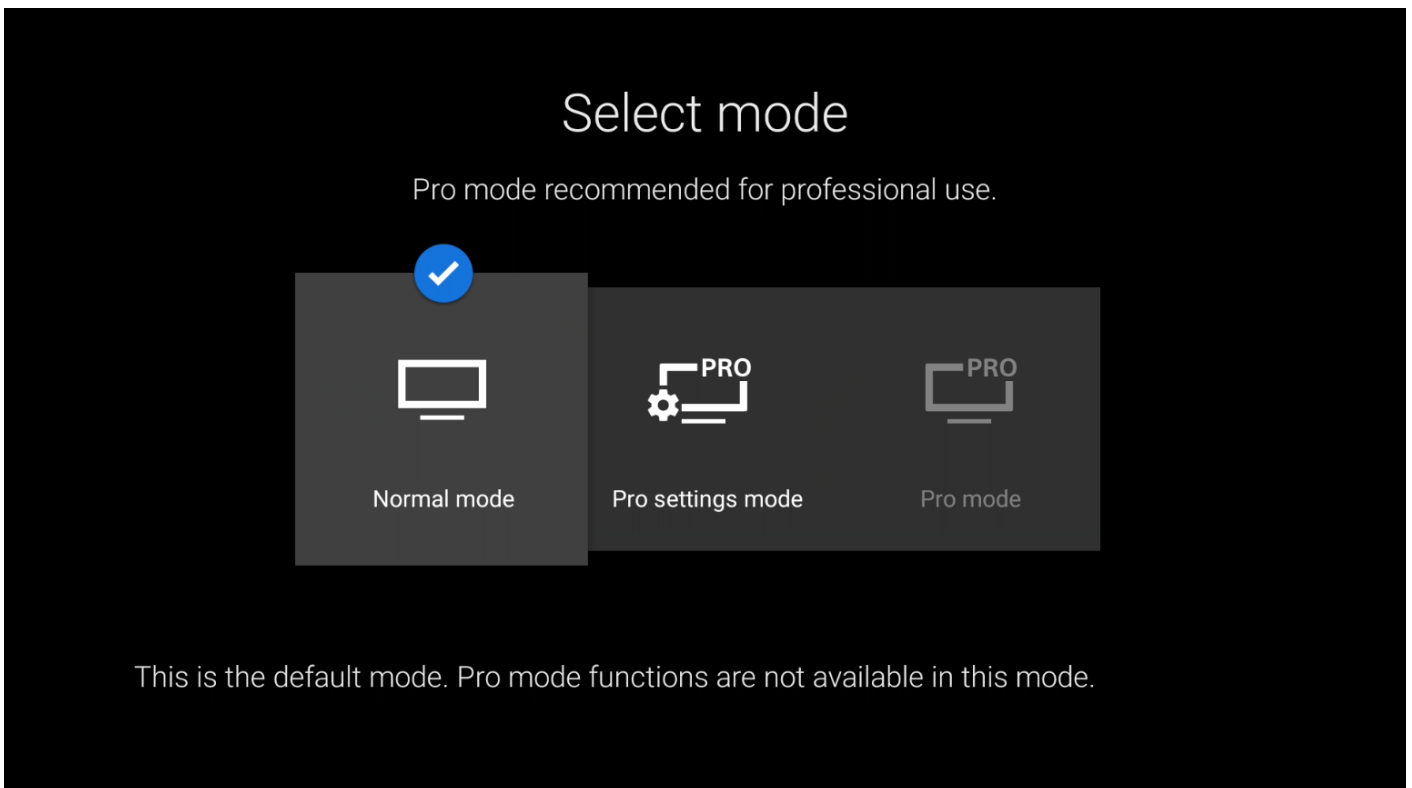 Select mode
Pro mode recommended for professional use.
PRO
PRO
Normal mode
Pro settings mode
Pro mode
This is the default mode. Pro mode functions are not available in this mode.